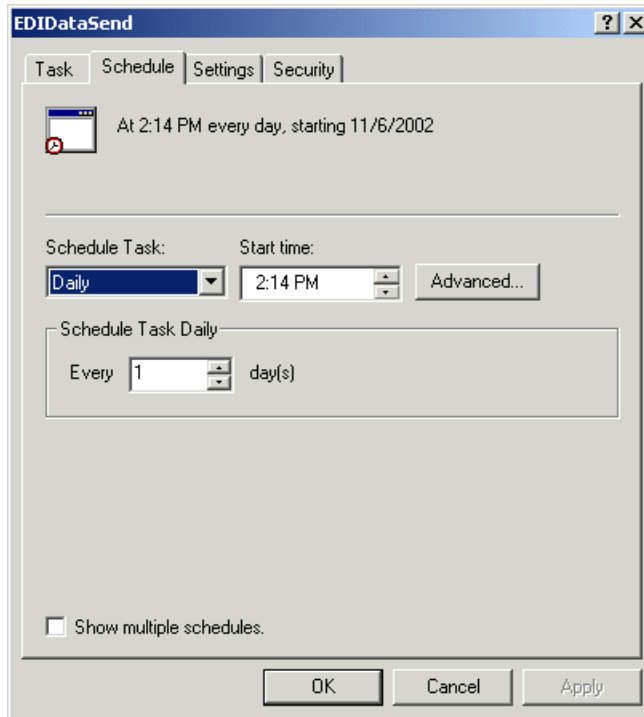 EDIDataSend
Task Schedule Settings Security
At 2:14 PM every day, starting 11/6/2002
Schedule Task: Start time:
Daily 2:14 PM Advanced...
Schedule Task Daily
Every 1 day(s)
Show multiple schedules.
OK Cancel Apply